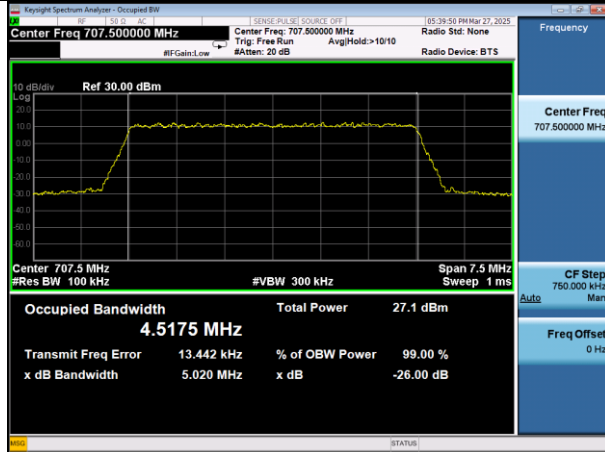 Keysight Spectrum Analyzer - Occupied BW
RF 50 Ω AC SENSE:PULSE SOURCE OFF 05:39:50 PM Mar 27, 2025
Center Freq 707.500000 MHz
Center Freq: 707.500000 MHz
Radio Std: None
Trig: Free Run Avg|Hold:>10/10
#IFGain:Low #Atten: 20 dB Radio Device: BTS
10 dB/div Ref 30.00 dBm
Log
20.0
10.0
0.00
-10.0
-20.0
-30.0
-40.0
-50.0
-60.0
Center 707.5 MHz Span 7.5 MHz
#Res BW 100 kHz #VBW 300 kHz Sweep 1 ms
Occupied Bandwidth Total Power 27.1 dBm
4.5175 MHz
Transmit Freq Error 13.442 kHz % of OBW Power 99.00 %
x dB Bandwidth 5.020 MHz x dB -26.00 dB
MSG STATUS
Frequency
Center Freq
707.500000 MHz
CF Step
750.000 kHz
Auto Man
Freq Offset
0 Hz